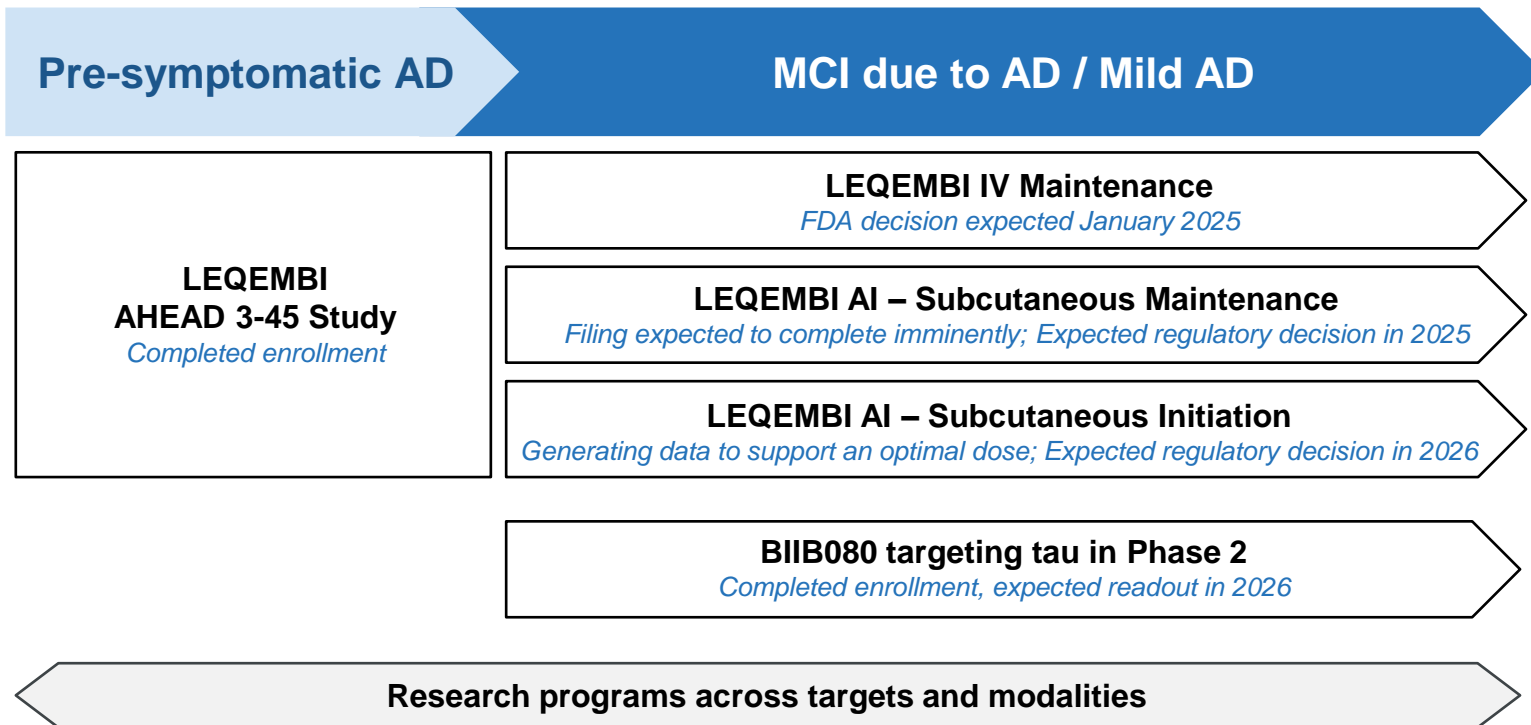 Pre-symptomatic AD
MCI due to AD / Mild AD
LEQEMBI
AHEAD 3-45 Study
Completed enrollment
LEQEMBI IV Maintenance
FDA decision expected January 2025
LEQEMBI AI – Subcutaneous Maintenance
Filing expected to complete imminently; Expected regulatory decision in 2025
LEQEMBI AI – Subcutaneous Initiation
Generating data to support an optimal dose; Expected regulatory decision in 2026
BIIB080 targeting tau in Phase 2
Completed enrollment, expected readout in 2026
Research programs across targets and modalities